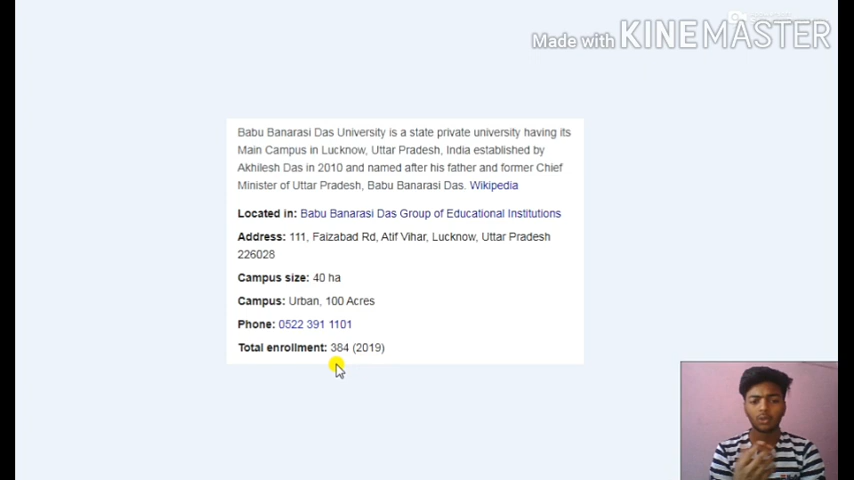 Made with KINEMASTER
Babu Banarasi Das University is a state private university having its
Main Campus in Lucknow, Uttar Pradesh, India established by
Akhilesh Das in 2010 and named after his father and former Chief
Minister of Uttar Pradesh, Babu Banarasi Das. Wikipedia
Located in: Babu Banarasi Das Group of Educational Institutions
Address: 111, Faizabad Rd, Atif Vihar, Lucknow, Uttar Pradesh
226028
Campus size: 40 ha
Campus: Urban, 100 Acres
Phone: 0522 391 1101
Total enrollment: 384 (2019)